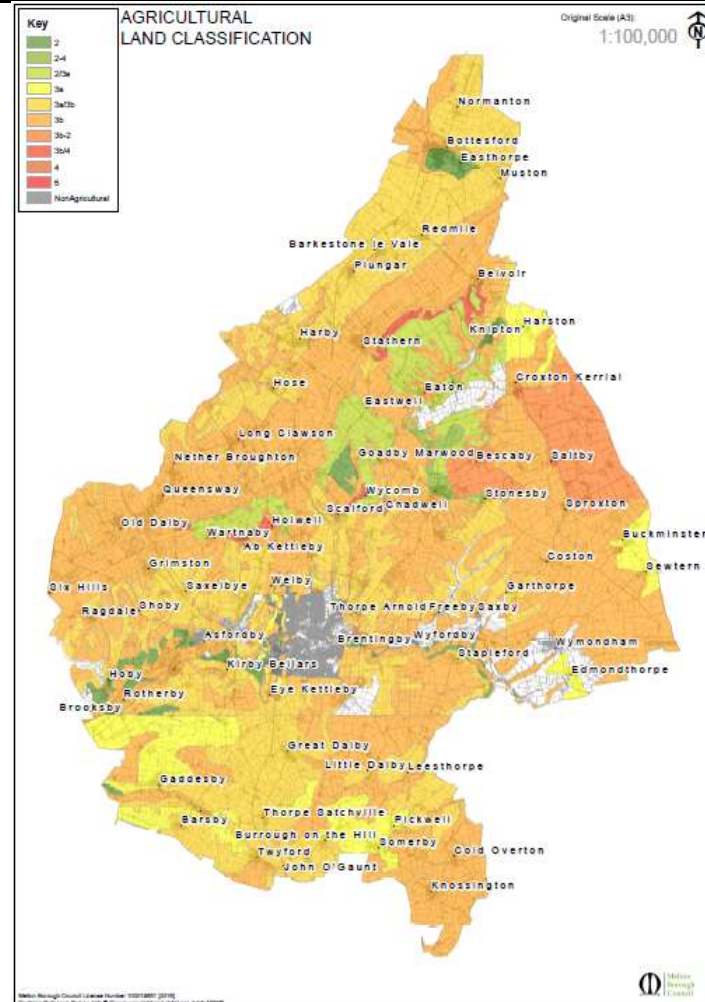 AGRICULTURAL
LAND CLASSIFICATION
Original Scale (A3):
1:100,000
N
Key
2
2-4
2/3a
3a
3a/3b
3b
3b-2
3b/4
4
5
NonAgricultural
Normanton
Bottesford
Easthorpe
Muston
Redmile
Barkestone le Vale
Plungar
Belvoir
Harston
Knipton
Harby
Stathern
Croxton Kerrial
Hose
Eaton
Eastwell
Long Clawson
Goadby Marwood
Bescaby
Saltby
Nether Broughton
Wycomb
Stonesby
Queensway
Chadwell
Scalford
Sproxton
Old Dalby
Holwell
Wartnaby
Ab Kettleby
Buckminster
Coston
Grimston
Sewtern
Six Hills
Saxelbye
Welby
Garthorpe
Ragdale
Shoby
Thorpe Arnold
Freeby
Saxby
Asfordby
Brentingby
Wyfordby
Wymondham
Stapleford
Hoby
Kirby Bellars
Edmondthorpe
Rotherby
Eye Kettleby
Brooksby
Great Dalby
Little Dalby
Leesthorpe
Gaddesby
Thorpe Satchville
Pickwell
Barsby
Burrough on the Hill
Somerby
Twyford
Cold Overton
John O'Gaunt
Knossington
Melton
Borough
Council